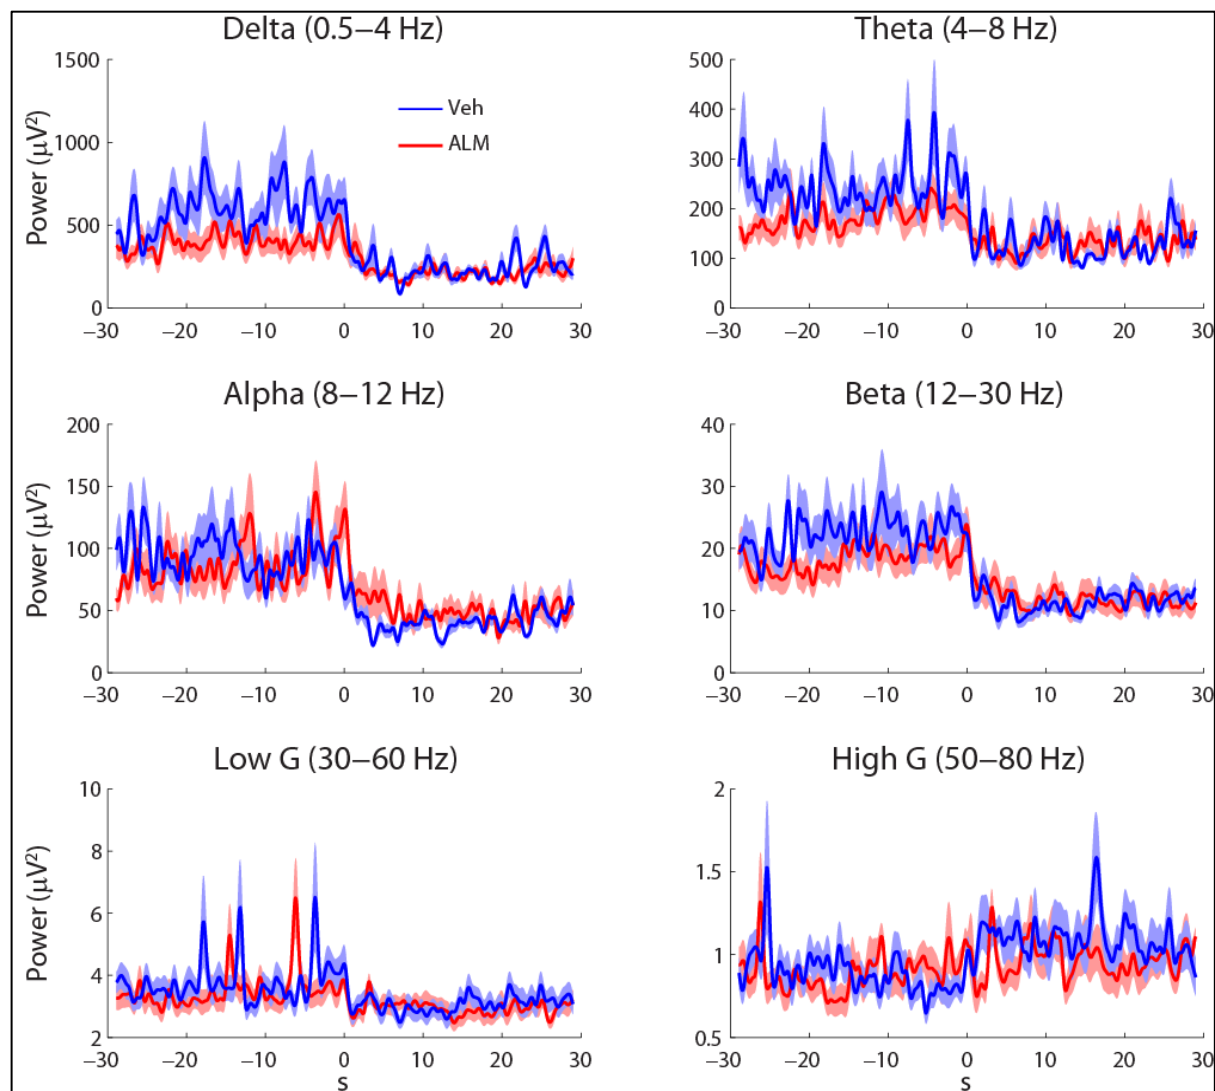 Delta (0.5–4 Hz)
Power (μV²)
1500
1000
500
0
–30 –20 –10 0 10 20 30
Veh
ALM
Theta (4–8 Hz)
500
400
300
200
100
0
–30 –20 –10 0 10 20 30
Alpha (8–12 Hz)
Power (μV²)
200
150
100
50
0
–30 –20 –10 0 10 20 30
Beta (12–30 Hz)
40
30
20
10
0
–30 –20 –10 0 10 20 30
Low G (30–60 Hz)
Power (μV²)
10
8
6
4
2
–30 –20 –10 0 10 20 30
s
High G (50–80 Hz)
2
1.5
1
0.5
–30 –20 –10 0 10 20 30
s